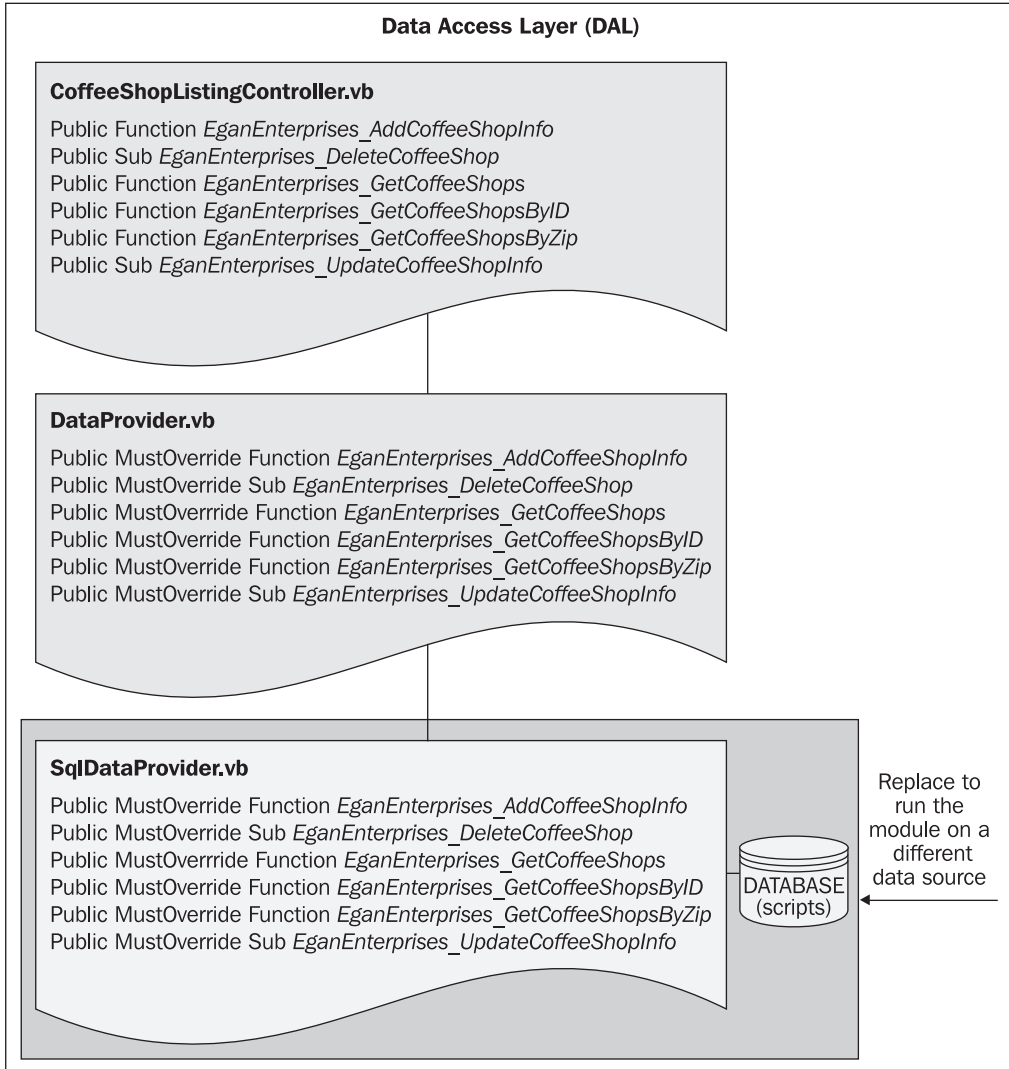 Data Access Layer (DAL)
CoffeeShopListingController.vb
Public Function EganEnterprises_AddCoffeeShopInfo
Public Sub EganEnterprises_DeleteCoffeeShop
Public Function EganEnterprises_GetCoffeeShops
Public Function EganEnterprises_GetCoffeeShopsByID
Public Function EganEnterprises_GetCoffeeShopsByZip
Public Sub EganEnterprises_UpdateCoffeeShopInfo
DataProvider.vb
Public MustOverride Function EganEnterprises_AddCoffeeShopInfo
Public MustOverride Sub EganEnterprises_DeleteCoffeeShop
Public MustOverrride Function EganEnterprises_GetCoffeeShops
Public MustOverride Function EganEnterprises_GetCoffeeShopsByID
Public MustOverride Function EganEnterprises_GetCoffeeShopsByZip
Public MustOverride Sub EganEnterprises_UpdateCoffeeShopInfo
SqlDataProvider.vb
Public MustOverride Function EganEnterprises_AddCoffeeShopInfo
Public MustOverride Sub EganEnterprises_DeleteCoffeeShop
Public MustOverrride Function EganEnterprises_GetCoffeeShops
Public MustOverride Function EganEnterprises_GetCoffeeShopsByID
Public MustOverride Function EganEnterprises_GetCoffeeShopsByZip
Public MustOverride Sub EganEnterprises_UpdateCoffeeShopInfo
DATABASE
(scripts)
Replace to
run the
module on a
different
data source